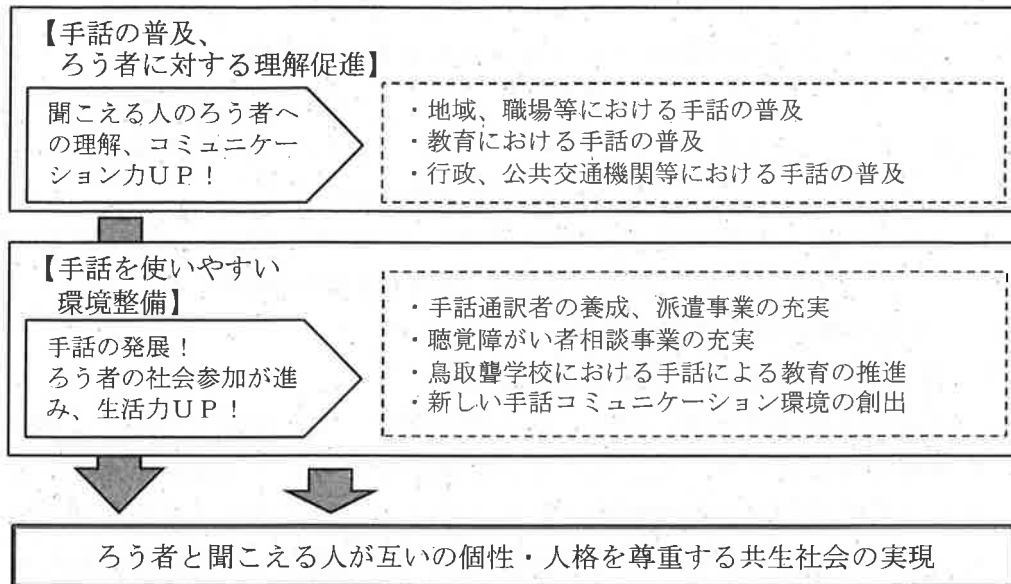 【手話の普及、
ろう者に対する理解促進】
聞こえる人のろう者へ
の理解、コミュニケー
ション力ＵＰ！
・地域、職場等における手話の普及
・教育における手話の普及
・行政、公共交通機関等における手話の普及
【手話を使いやすい
環境整備】
手話の発展！
ろう者の社会参加が進
み、生活力ＵＰ！
・手話通訳者の養成、派遣事業の充実
・聴覚障がい者相談事業の充実
・鳥取聾学校における手話による教育の推進
・新しい手話コミュニケーション環境の創出
ろう者と聞こえる人が互いの個性・人格を尊重する共生社会の実現